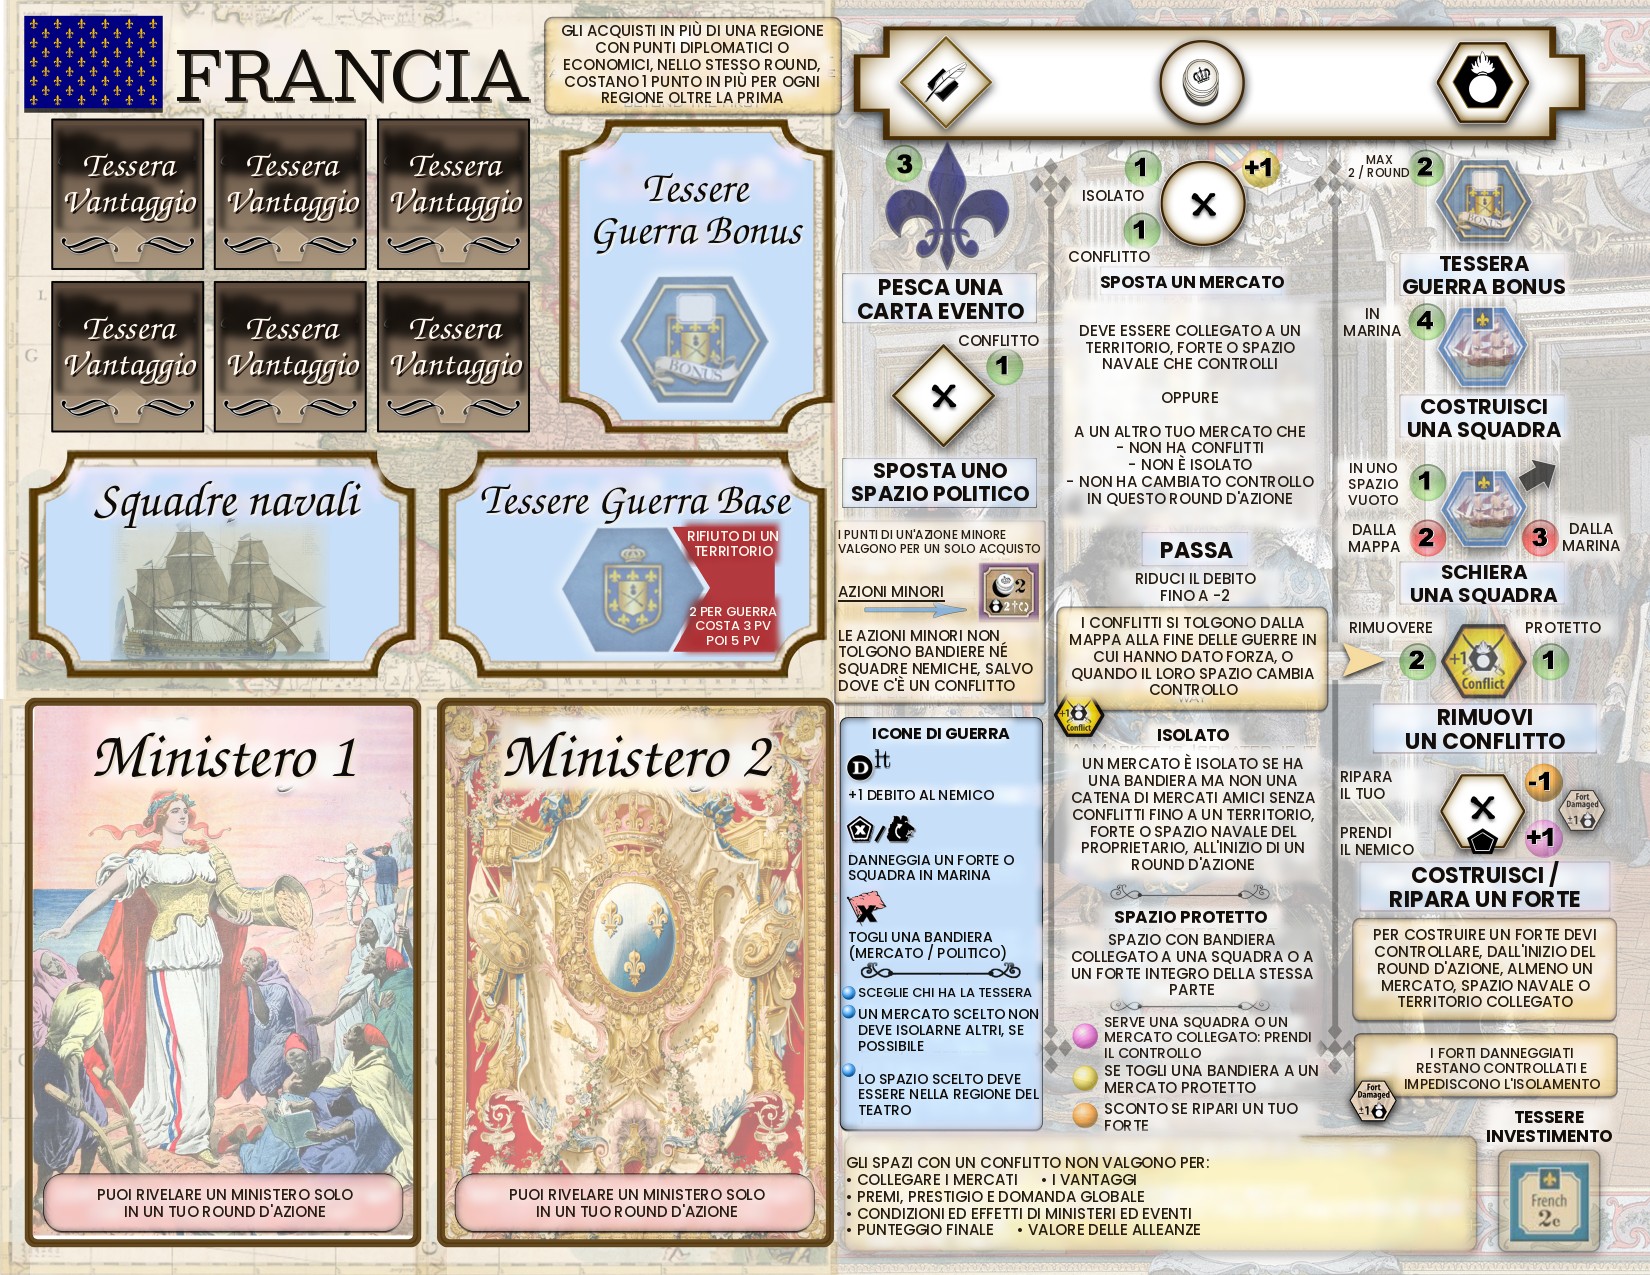 FRANCIA
GLI ACQUISTI IN PIÙ DI UNA REGIONE
CON PUNTI DIPLOMATICI O
ECONOMICI, NELLO STESSO ROUND,
COSTANO 1 PUNTO IN PIÙ PER OGNI
REGIONE OLTRE LA PRIMA
Tessera
Vantaggio
Tessera
Vantaggio
Tessera
Vantaggio
Tessera
Vantaggio
Tessera
Vantaggio
Tessera
Vantaggio
Tessere
Guerra Bonus
BONUS
Squadre navali
Tessere Guerra Base
RIFIUTO DI UN
TERRITORIO
2 PER GUERRA
COSTA 3 PV
POI 5 PV
Ministero 1
PUOI RIVELARE UN MINISTERO SOLO
IN UN TUO ROUND D'AZIONE
Ministero 2
PUOI RIVELARE UN MINISTERO SOLO
IN UN TUO ROUND D'AZIONE
3
PESCA UNA
CARTA EVENTO
CONFLITTO
1
SPOSTA UNO
SPAZIO POLITICO
I PUNTI DI UN'AZIONE MINORE
VALGONO PER UN SOLO ACQUISTO
AZIONI MINORI
2
2
LE AZIONI MINORI NON
TOLGONO BANDIERE NÉ
SQUADRE NEMICHE, SALVO
DOVE C'È UN CONFLITTO
ICONE DI GUERRA
D
+1 DEBITO AL NEMICO
/
DANNEGGIA UN FORTE O
SQUADRA IN MARINA
TOGLI UNA BANDIERA
(MERCATO / POLITICO)
SCEGLIE CHI HA LA TESSERA
UN MERCATO SCELTO NON
DEVE ISOLARNE ALTRI, SE
POSSIBILE
LO SPAZIO SCELTO DEVE
ESSERE NELLA REGIONE DEL
TEATRO
1
+1
ISOLATO
1
CONFLITTO
SPOSTA UN MERCATO
DEVE ESSERE COLLEGATO A UN
TERRITORIO, FORTE O SPAZIO
NAVALE CHE CONTROLLI
OPPURE
A UN ALTRO TUO MERCATO CHE
- NON HA CONFLITTI
- NON È ISOLATO
- NON HA CAMBIATO CONTROLLO
IN QUESTO ROUND D'AZIONE
PASSA
RIDUCI IL DEBITO
FINO A -2
I CONFLITTI SI TOLGONO DALLA
MAPPA ALLA FINE DELLE GUERRE IN
CUI HANNO DATO FORZA, O
QUANDO IL LORO SPAZIO CAMBIA
CONTROLLO
+1
Conflict
ISOLATO
UN MERCATO È ISOLATO SE HA
UNA BANDIERA MA NON UNA
CATENA DI MERCATI AMICI SENZA
CONFLITTI FINO A UN TERRITORIO,
FORTE O SPAZIO NAVALE DEL
PROPRIETARIO, ALL'INIZIO DI UN
ROUND D'AZIONE
SPAZIO PROTETTO
SPAZIO CON BANDIERA
COLLEGATO A UNA SQUADRA O A
UN FORTE INTEGRO DELLA STESSA
PARTE
SERVE UNA SQUADRA O UN
MERCATO COLLEGATO: PRENDI
IL CONTROLLO
SE TOGLI UNA BANDIERA A UN
MERCATO PROTETTO
SCONTO SE RIPARI UN TUO
FORTE
MAX
2 / ROUND
2
BONUS
TESSERA
GUERRA BONUS
IN
MARINA
4
COSTRUISCI
UNA SQUADRA
IN UNO
SPAZIO
VUOTO
1
DALLA
MAPPA
2
3
DALLA
MARINA
SCHIERA
UNA SQUADRA
RIMUOVERE
PROTETTO
2
+1
Conflict
1
RIMUOVI
UN CONFLITTO
RIPARA
IL TUO
-1
Fort
Damaged
±1
PRENDI
IL NEMICO
+1
COSTRUISCI /
RIPARA UN FORTE
PER COSTRUIRE UN FORTE DEVI
CONTROLLARE, DALL'INIZIO DEL
ROUND D'AZIONE, ALMENO UN
MERCATO, SPAZIO NAVALE O
TERRITORIO COLLEGATO
I FORTI DANNEGGIATI
RESTANO CONTROLLATI E
IMPEDISCONO L'ISOLAMENTO
Fort
Damaged
±1
TESSERE
INVESTIMENTO
French
2e
GLI SPAZI CON UN CONFLITTO NON VALGONO PER:
• COLLEGARE I MERCATI • I VANTAGGI
• PREMI, PRESTIGIO E DOMANDA GLOBALE
• CONDIZIONI ED EFFETTI DI MINISTERI ED EVENTI
• PUNTEGGIO FINALE • VALORE DELLE ALLEANZE